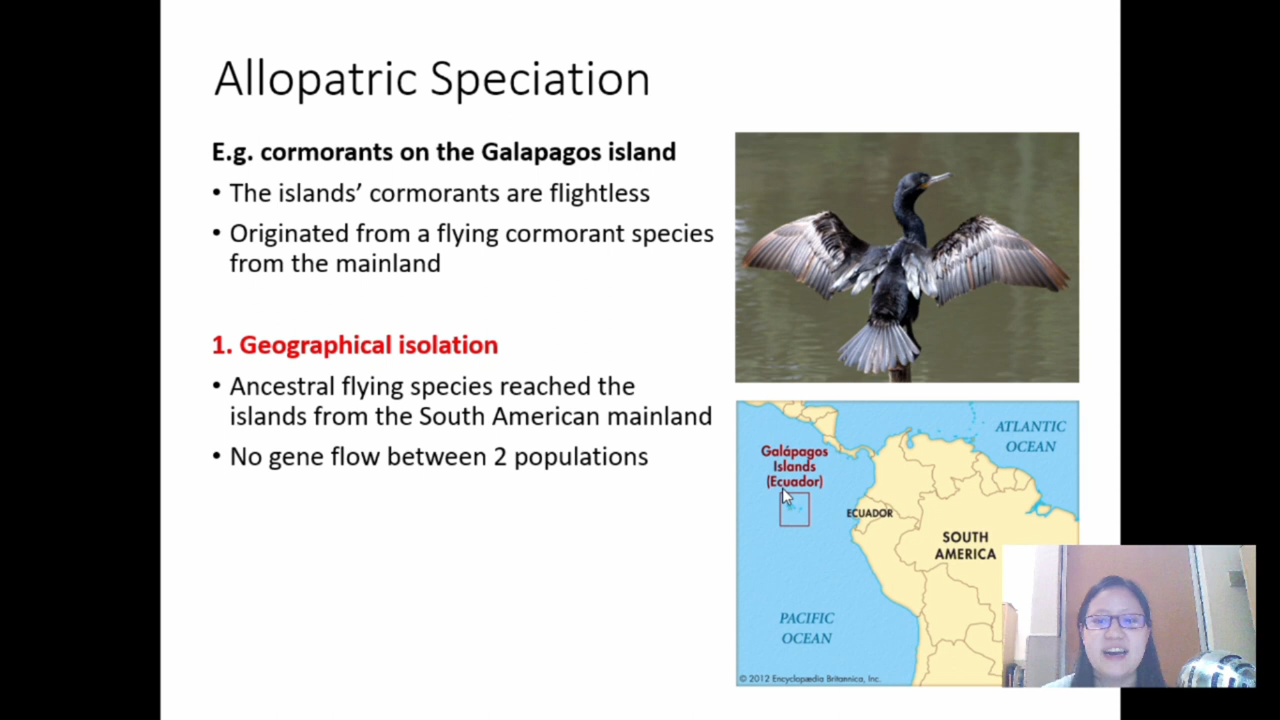 Allopatric Speciation
E.g. cormorants on the Galapagos island
• The islands’ cormorants are flightless
• Originated from a flying cormorant species
from the mainland
1. Geographical isolation
• Ancestral flying species reached the
islands from the South American mainland
• No gene flow between 2 populations
ATLANTIC
OCEAN
Galápagos
Islands
(Ecuador)
ECUADOR
SOUTH
AMERICA
PACIFIC
OCEAN
© 2012 Encyclopædia Britannica, Inc.